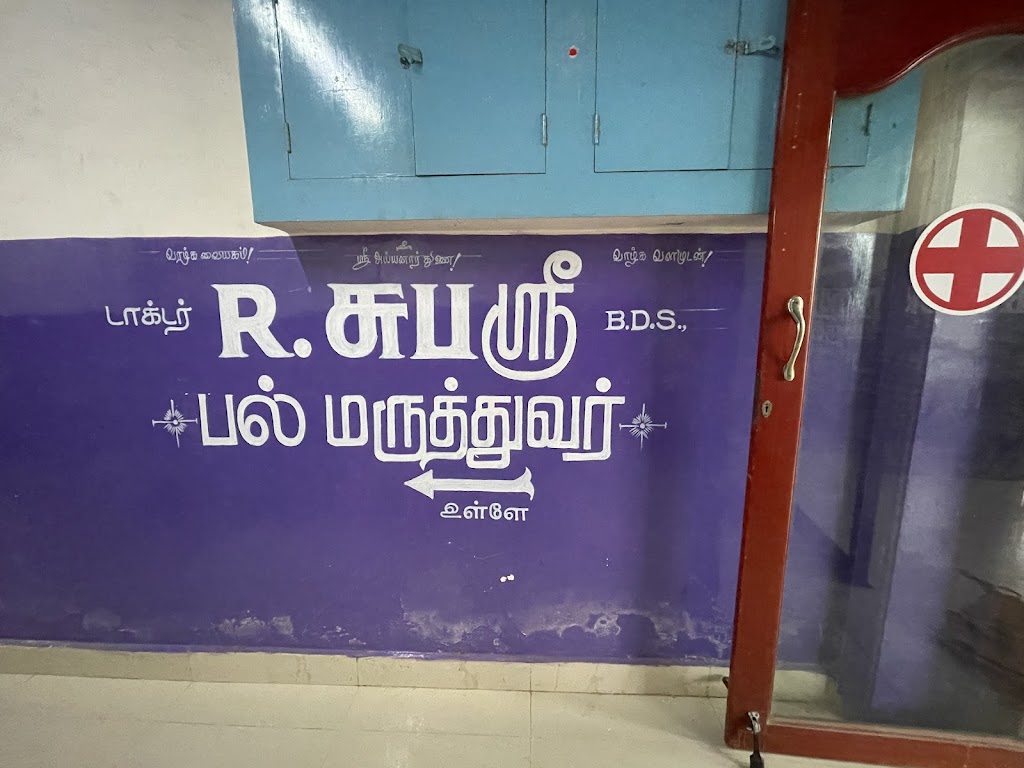 வாழ்க வையகம்! ஸ்ரீ அய்யனார் துணை! வாழ்க வளமுடன்!
டாக்டர் R. சுபஸ்ரீ B.D.S.,
பல் மருத்துவர்
உள்ளே